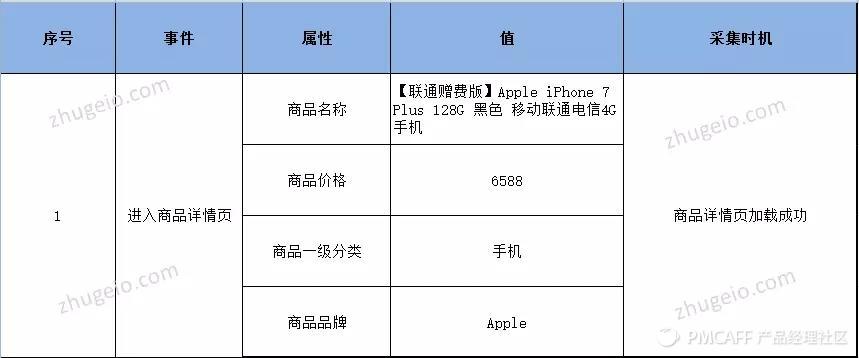 序号 事件 属性 值 采集时机
商品名称
【联通赠费版】Apple iPhone 7
Plus 128G 黑色 移动联通电信4G
手机
商品价格 6588
1 进入商品详情页 商品详情页加载成功
商品一级分类 手机
商品品牌 Apple
zhugeio.com
zhugeio.com
zhugeio.com
zhugeio.com
PMCAFF 产品经理社区